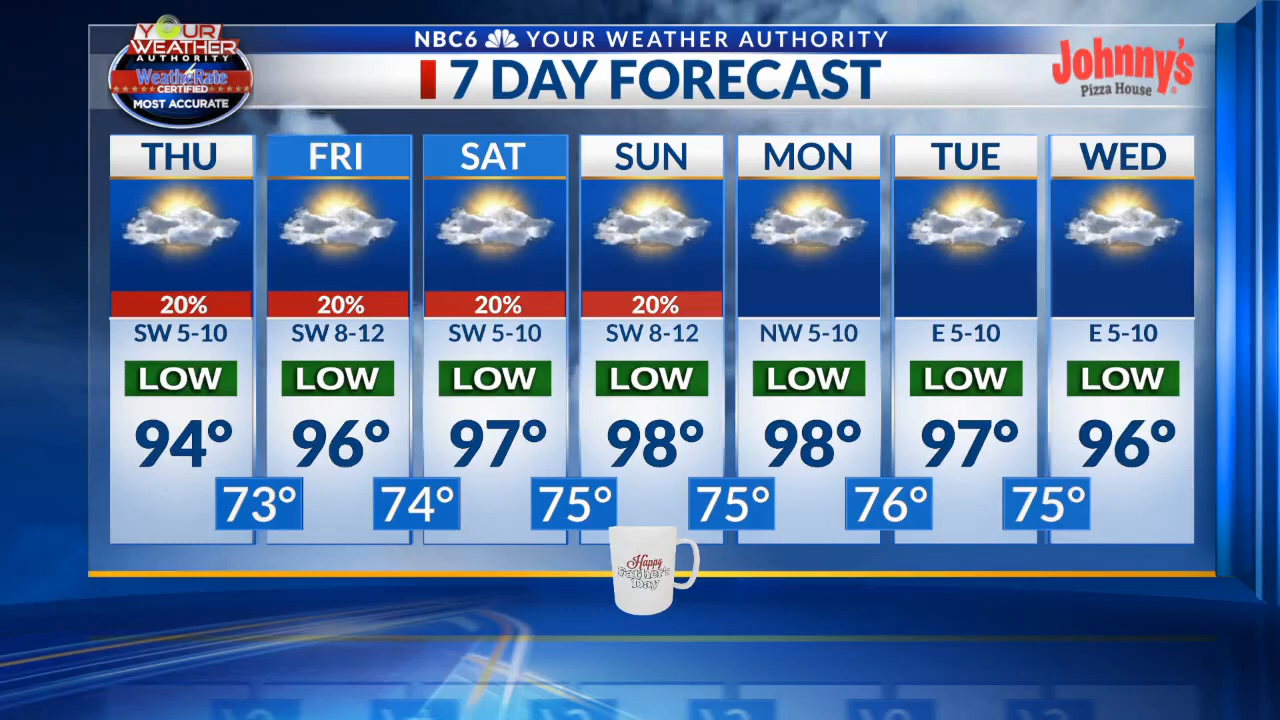 YOUR
WEATHER
AUTHORITY
WeatheRate
CERTIFIED
MOST ACCURATE
NBC6 YOUR WEATHER AUTHORITY
7 DAY FORECAST
Johnny's
Pizza House
THU FRI SAT SUN MON TUE WED
20% 20% 20% 20%
SW 5-10 SW 8-12 SW 5-10 SW 8-12 NW 5-10 E 5-10 E 5-10
LOW LOW LOW LOW LOW LOW LOW
94° 96° 97° 98° 98° 97° 96°
73° 74° 75° 75° 76° 75°
Happy
Father's
Day